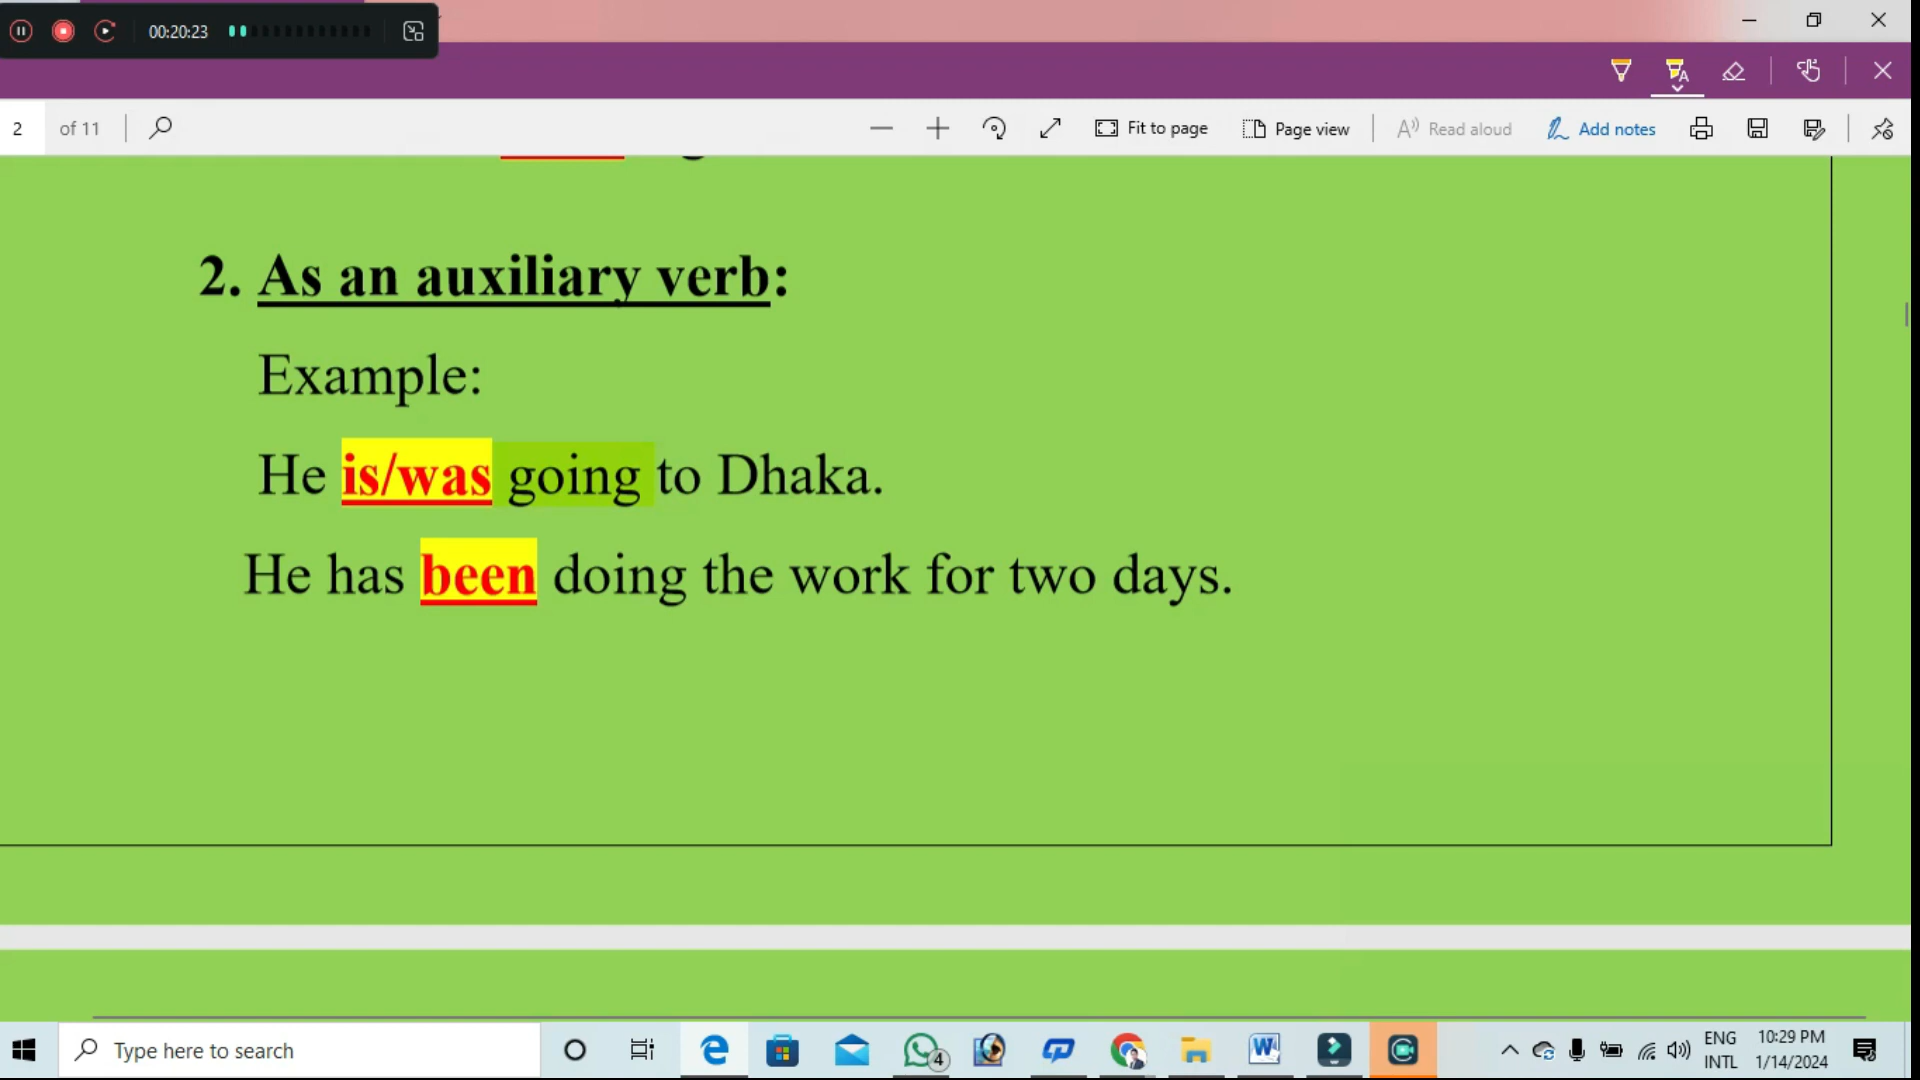 00:20:23
2 of 11
Fit to page
Page view
Read aloud
Add notes
2. As an auxiliary verb:
Example:
He is/was going to Dhaka.
He has been doing the work for two days.
Type here to search
4
ENG
INTL
10:29 PM
1/14/2024